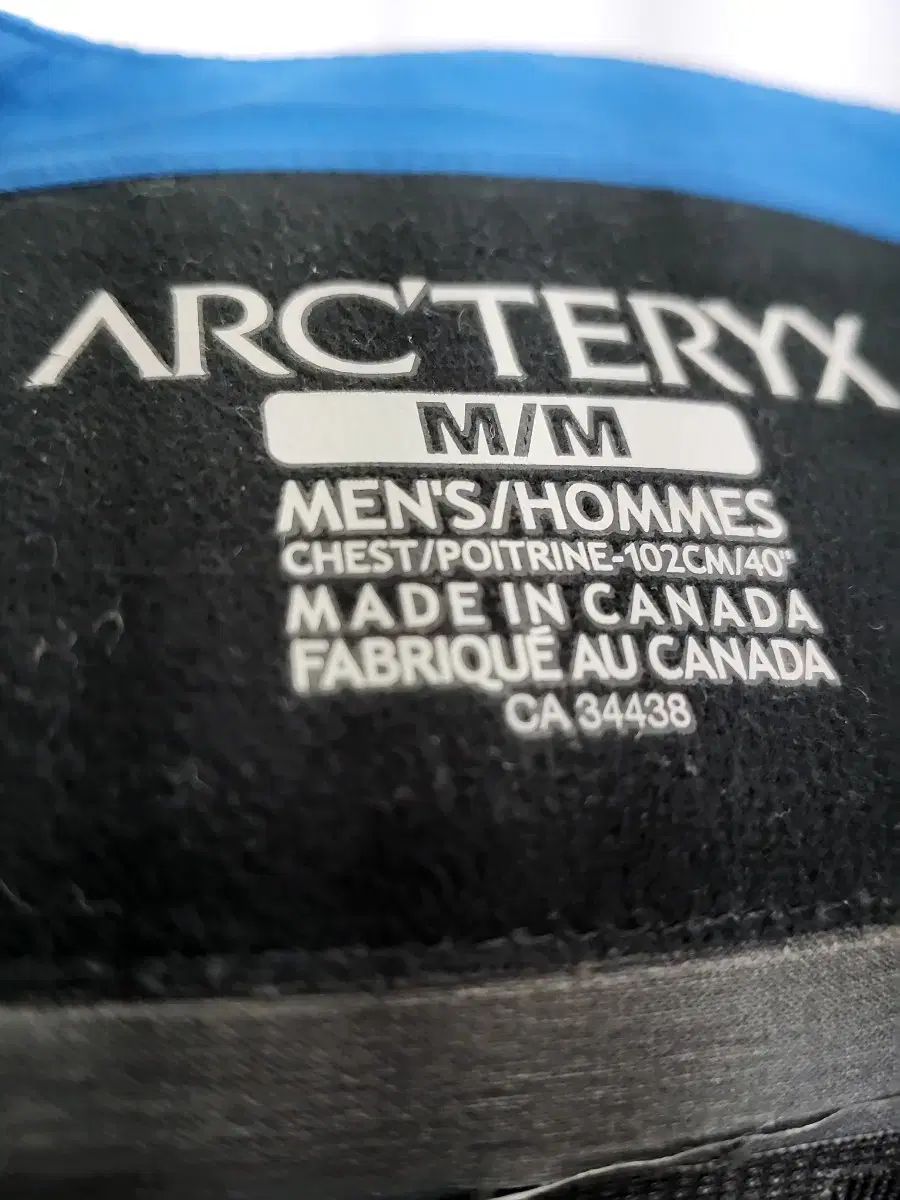 ARC'TERYX
M/M
MEN'S/HOMMES
CHEST/POITRINE-102CM/40"
MADE IN CANADA
FABRIQUÉ AU CANADA
CA 34438